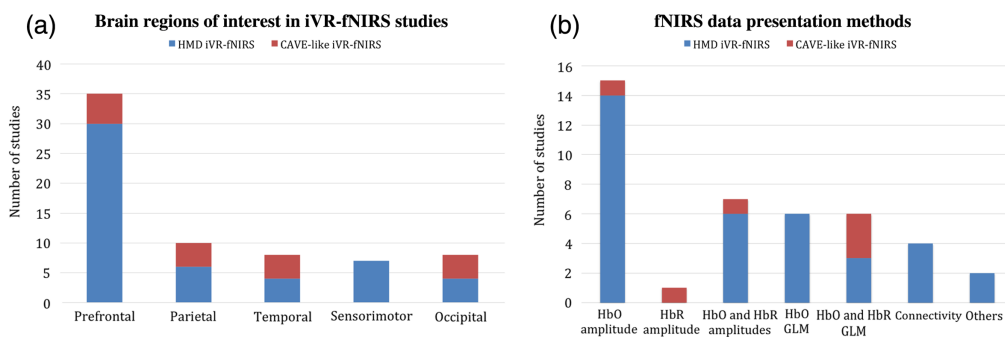 (a)
Brain regions of interest in iVR-fNIRS studies
HMD iVR-fNIRS CAVE-like iVR-fNIRS
Number of studies
40
35
30
25
20
15
10
5
0
Prefrontal Parietal Temporal Sensorimotor Occipital
(b)
fNIRS data presentation methods
HMD iVR-fNIRS CAVE-like iVR-fNIRS
Number of studies
16
14
12
10
8
6
4
2
0
HbO amplitude
HbR amplitude
HbO and HbR amplitudes
HbO GLM
HbO and HbR GLM
Connectivity
Others